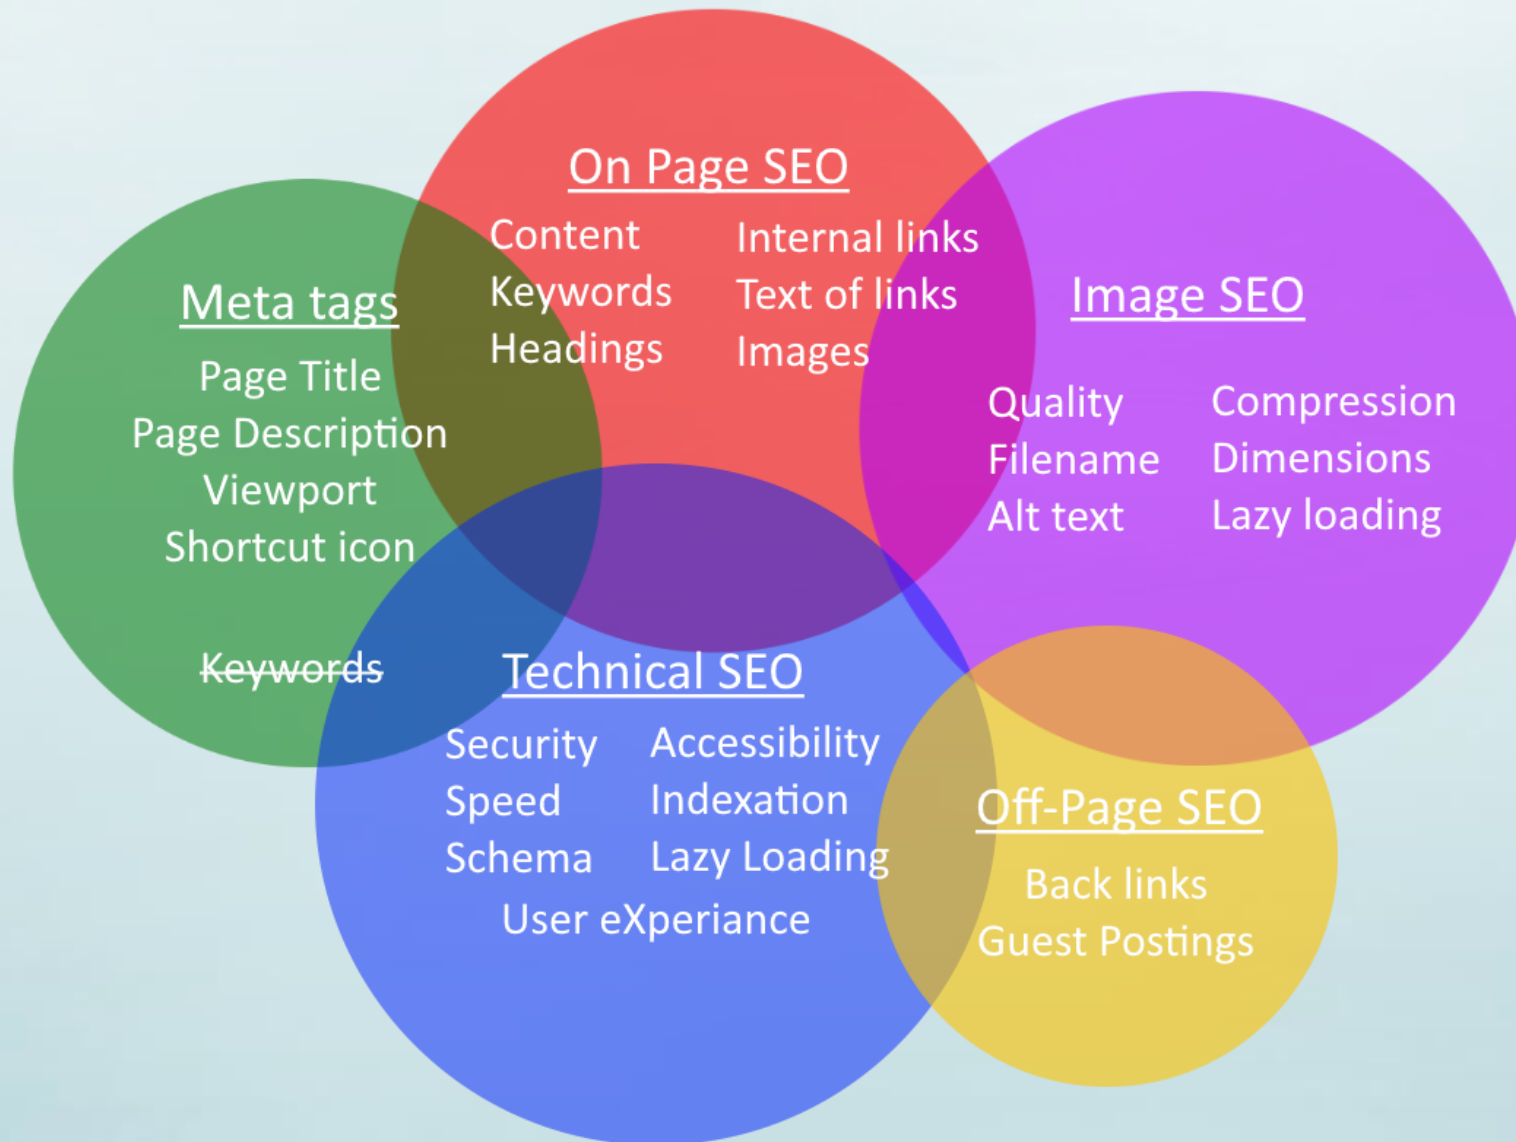 On Page SEO
Content Internal links
Keywords Text of links
Headings Images
Meta tags
Page Title
Page Description
Viewport
Shortcut icon
Keywords
Image SEO
Quality Compression
Filename Dimensions
Alt text Lazy loading
Technical SEO
Security Accessibility
Speed Indexation
Schema Lazy Loading
User eXperiance
Off-Page SEO
Back links
Guest Postings